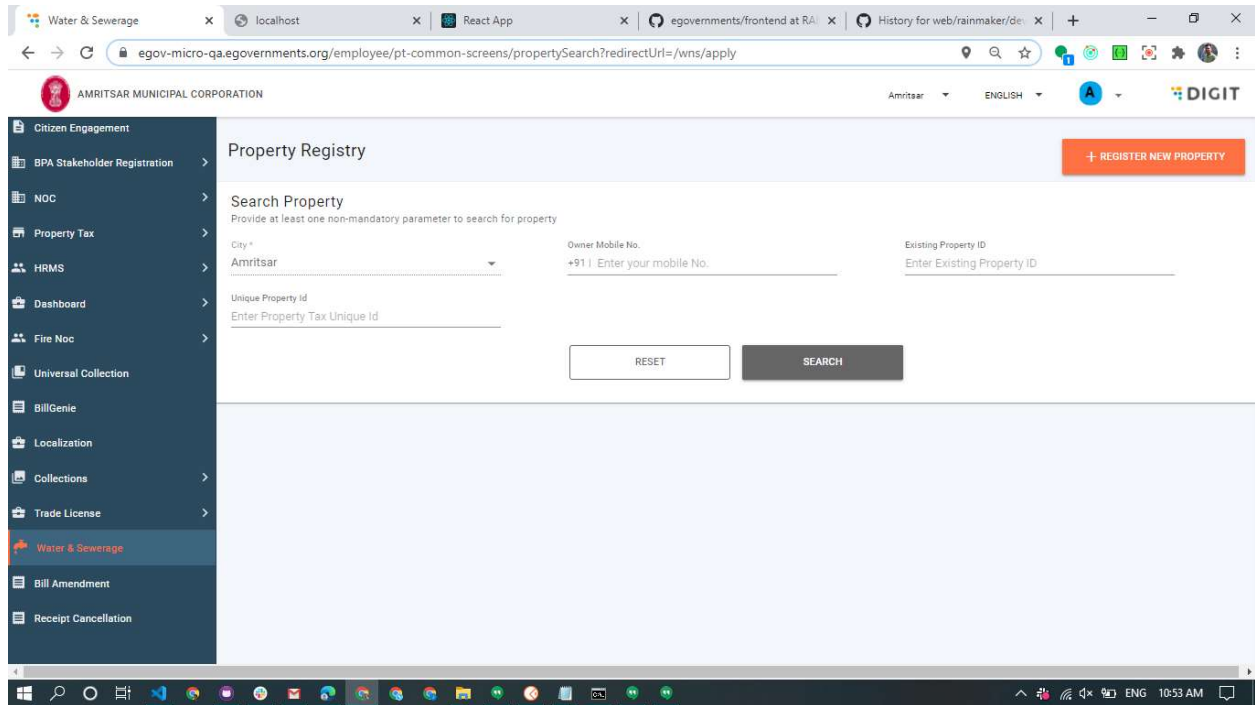 Water & Sewerage
localhost
React App
egovernments/frontend at RAI
History for web/rainmaker/dev
egov-micro-qa.egovernments.org/employee/pt-common-screens/propertySearch?redirectUrl=/wns/apply
1
AMRITSAR MUNICIPAL CORPORATION
Amritsar
ENGLISH
A
DIGIT
Citizen Engagement
BPA Stakeholder Registration
NOC
Property Tax
HRMS
Dashboard
Fire Noc
Universal Collection
BillGenie
Localization
Collections
Trade License
Water & Sewerage
Bill Amendment
Receipt Cancellation
Property Registry
+ REGISTER NEW PROPERTY
Search Property
Provide at least one non-mandatory parameter to search for property
City *
Amritsar
Owner Mobile No.
+91 | Enter your mobile No.
Existing Property ID
Enter Existing Property ID
Unique Property Id
Enter Property Tax Unique Id
RESET
SEARCH
ENG
10:53 AM